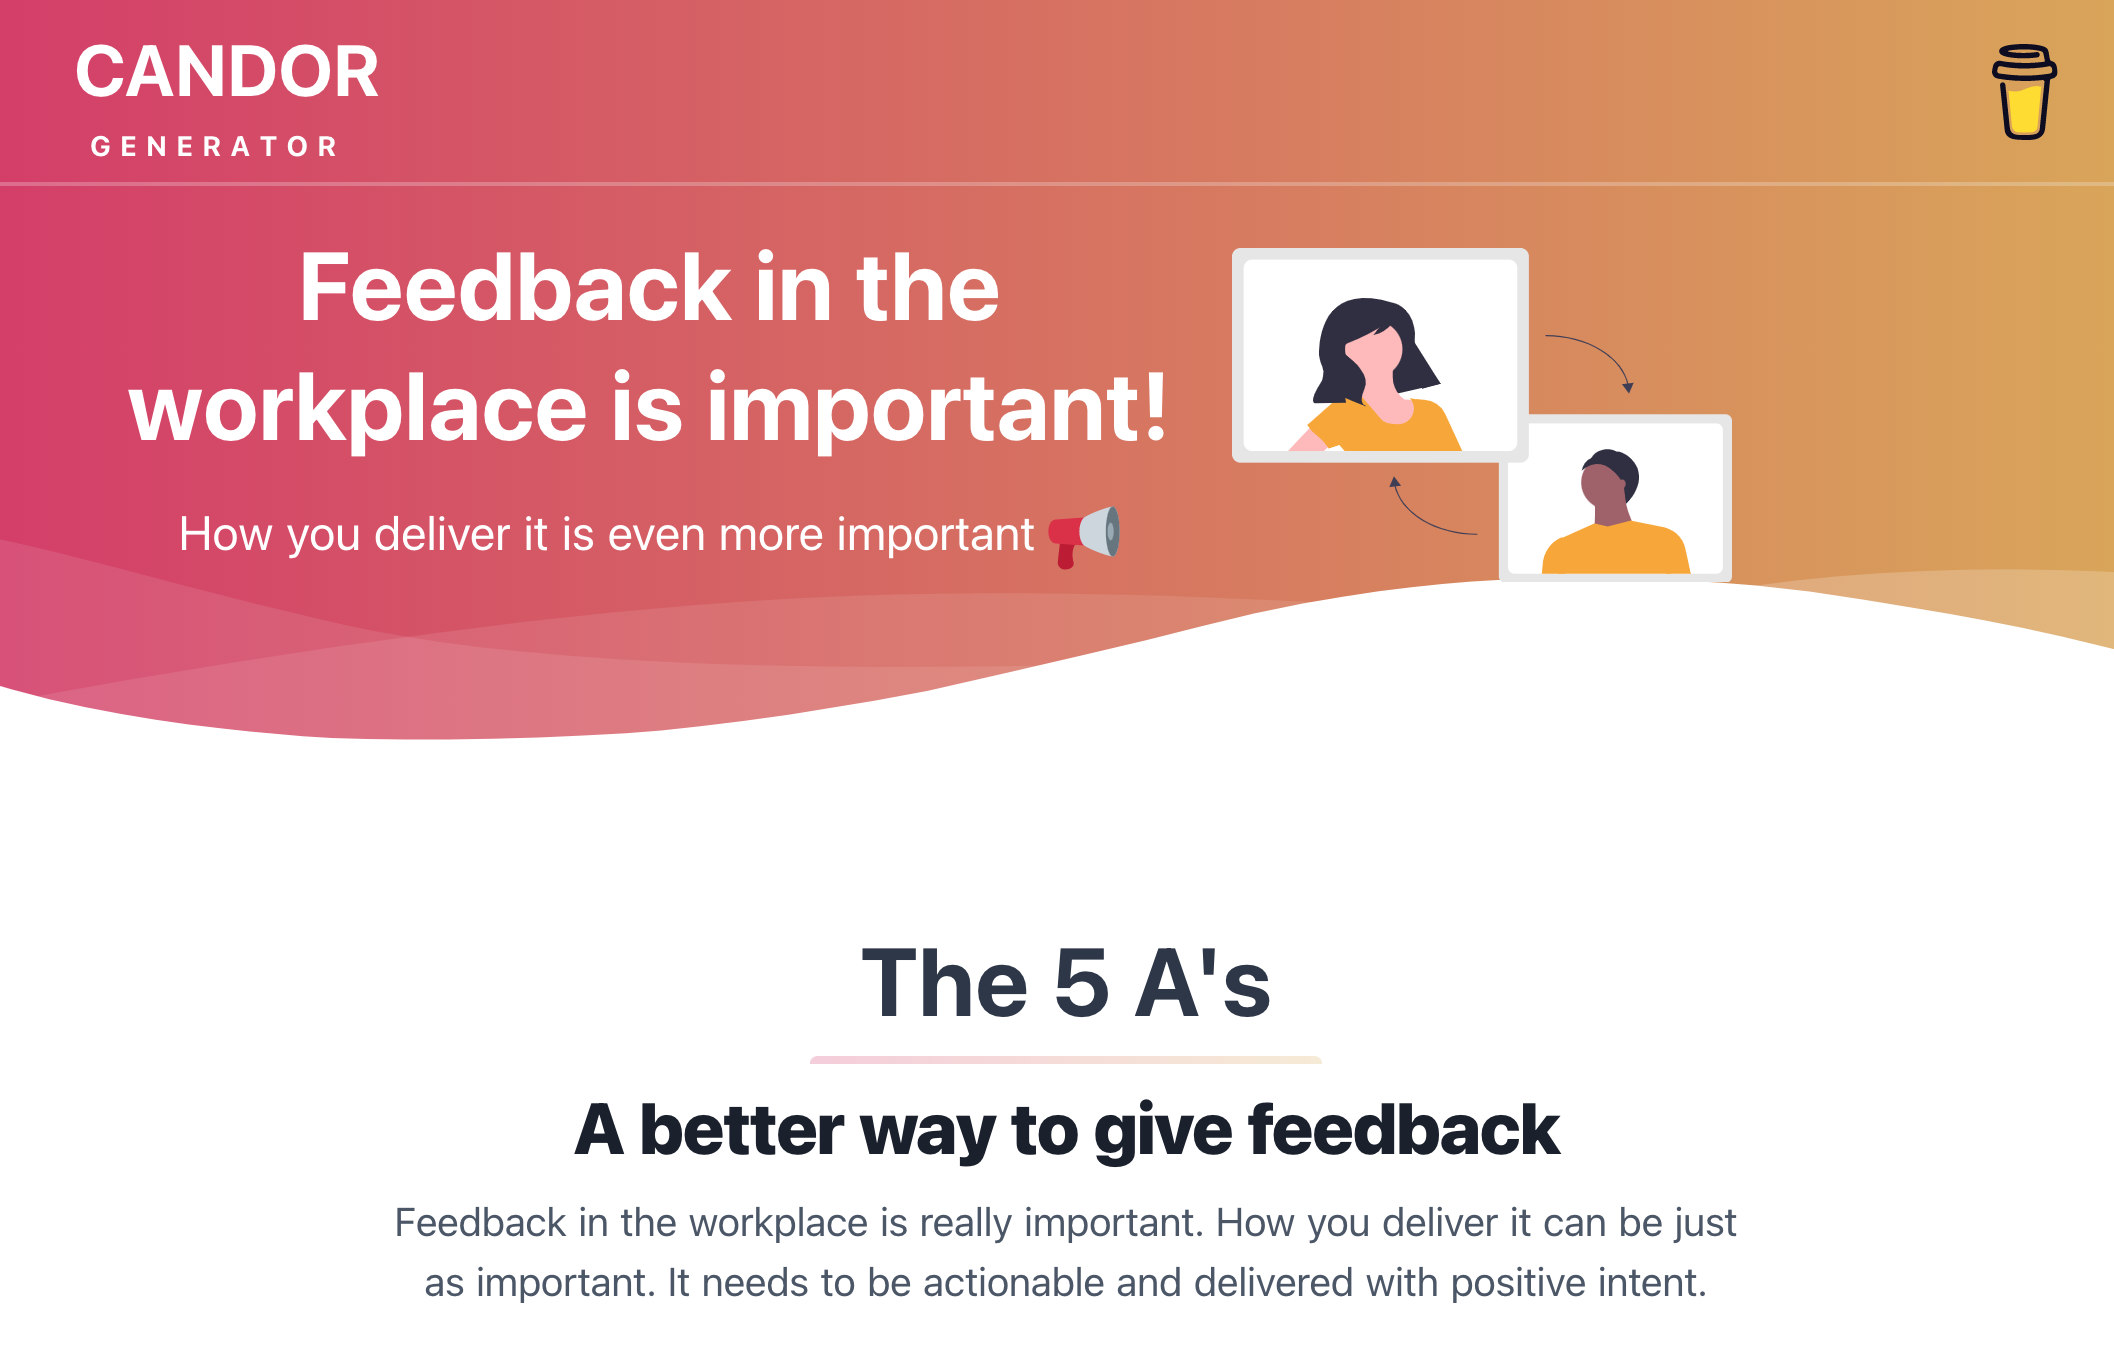 CANDOR
GENERATOR
Feedback in the
workplace is important!
How you deliver it is even more important
The 5 A's
A better way to give feedback
Feedback in the workplace is really important. How you deliver it can be just
as important. It needs to be actionable and delivered with positive intent.